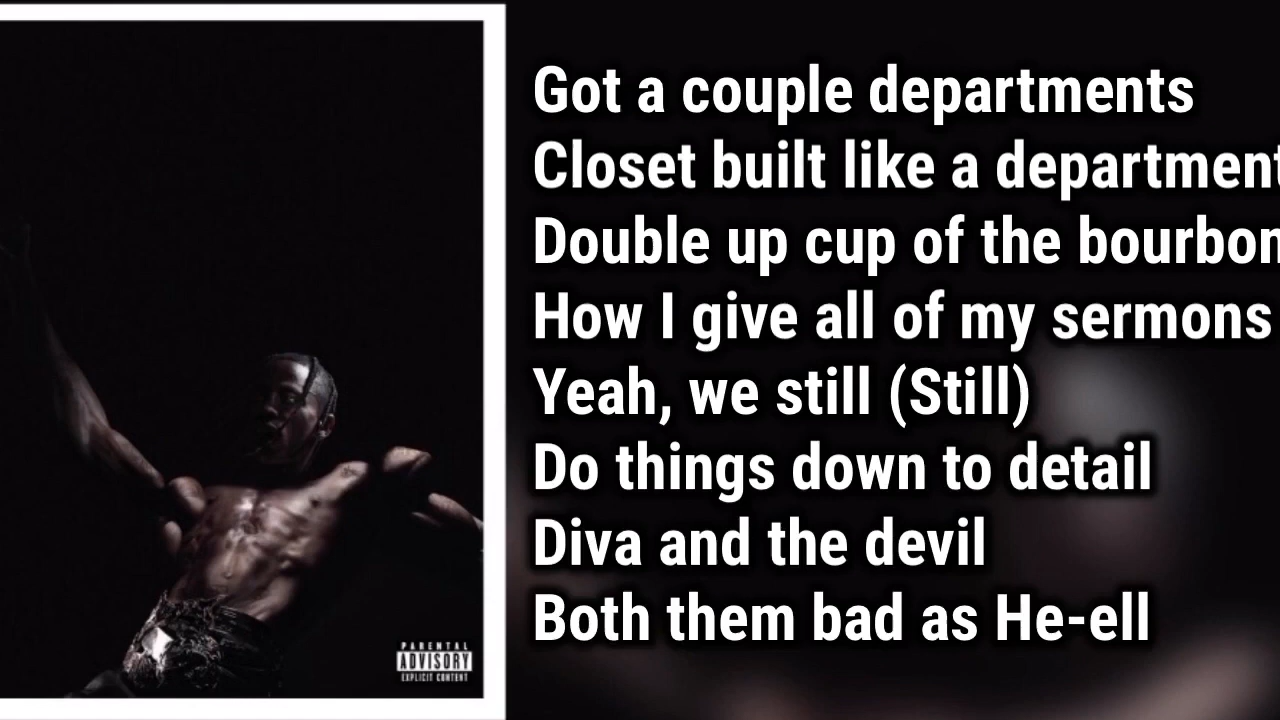 Got a couple departments
Closet built like a department
Double up cup of the bourbon
How I give all of my sermons
Yeah, we still (Still)
Do things down to detail
Diva and the devil
Both them bad as He-ell
PARENTAL
ADVISORY
EXPLICIT CONTENT